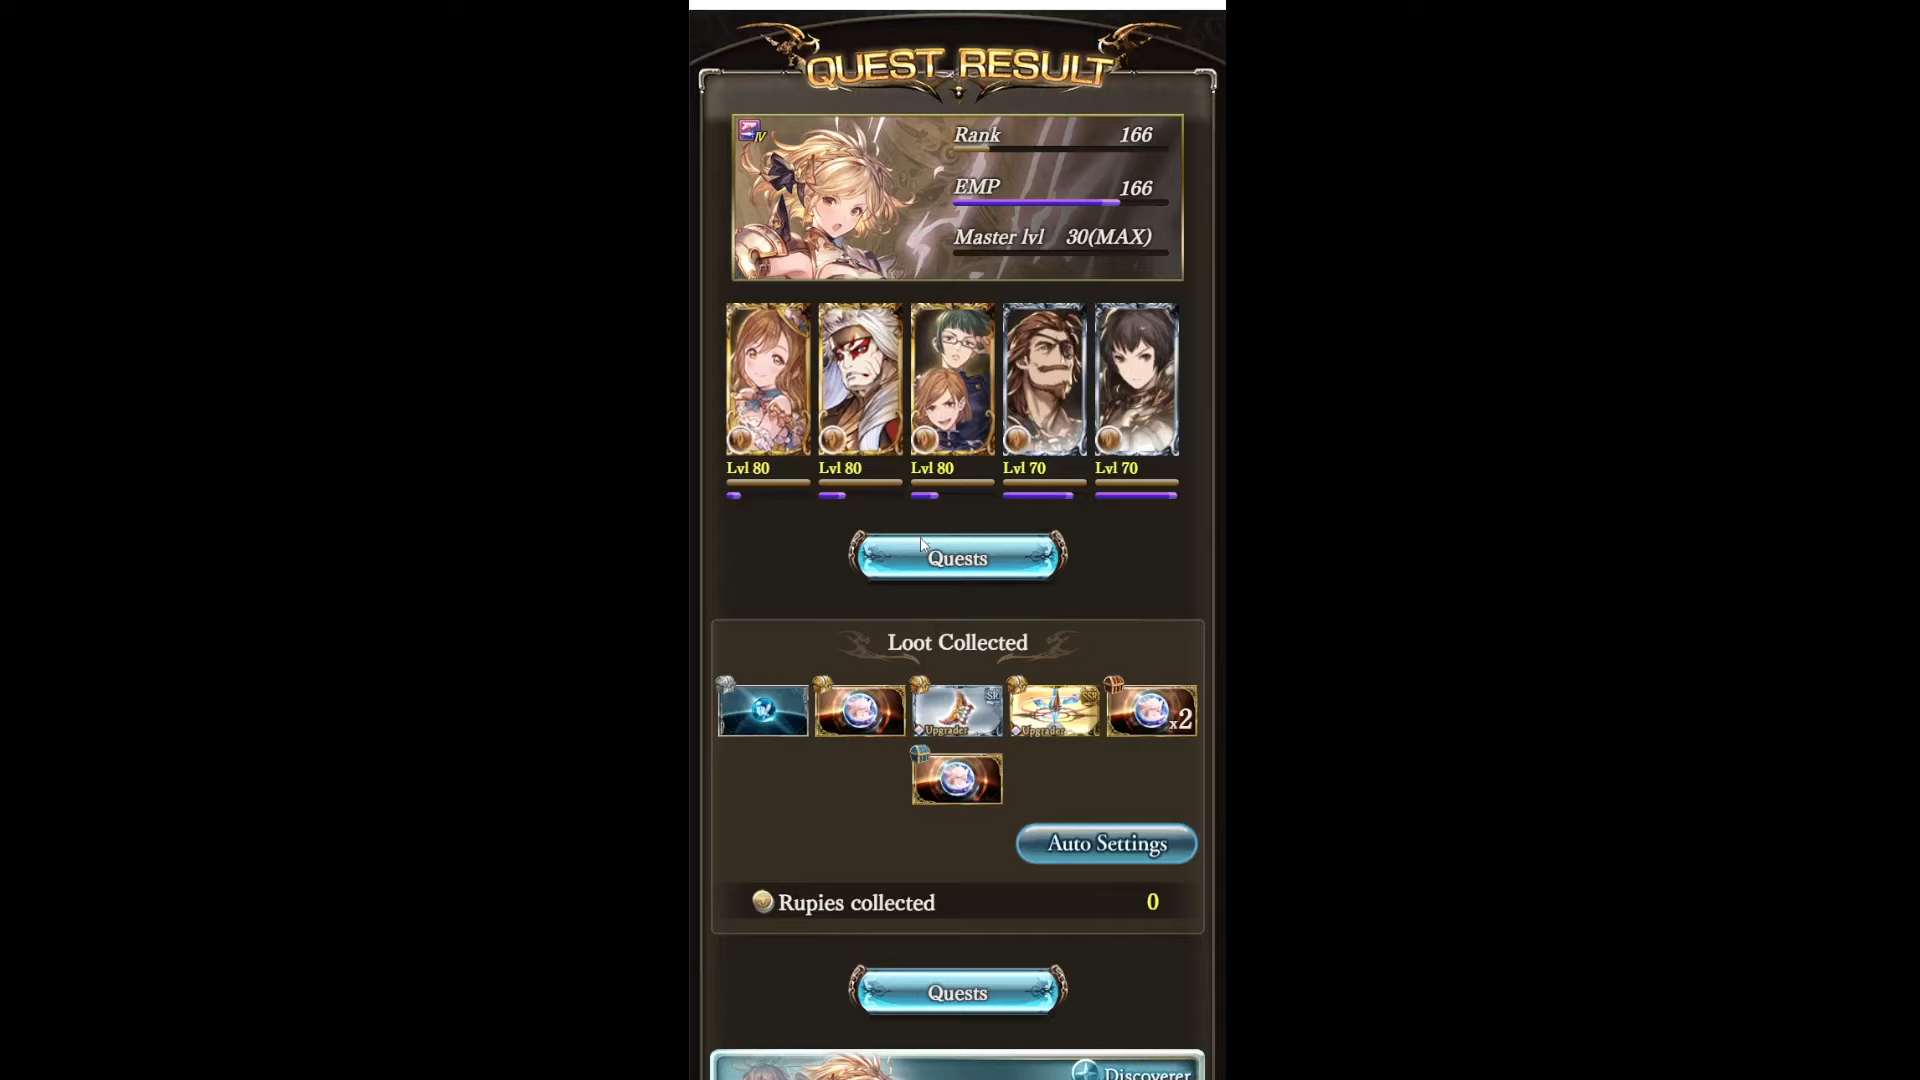 QUEST RESULT
IV
Rank 166
EMP 166
Master lvl 30(MAX)
Lvl 80 Lvl 80 Lvl 80 Lvl 70 Lvl 70
Quests
Loot Collected
SR SSR
x2
Upgrader Upgrader
Auto Settings
Rupies collected 0
Quests
Discoverer